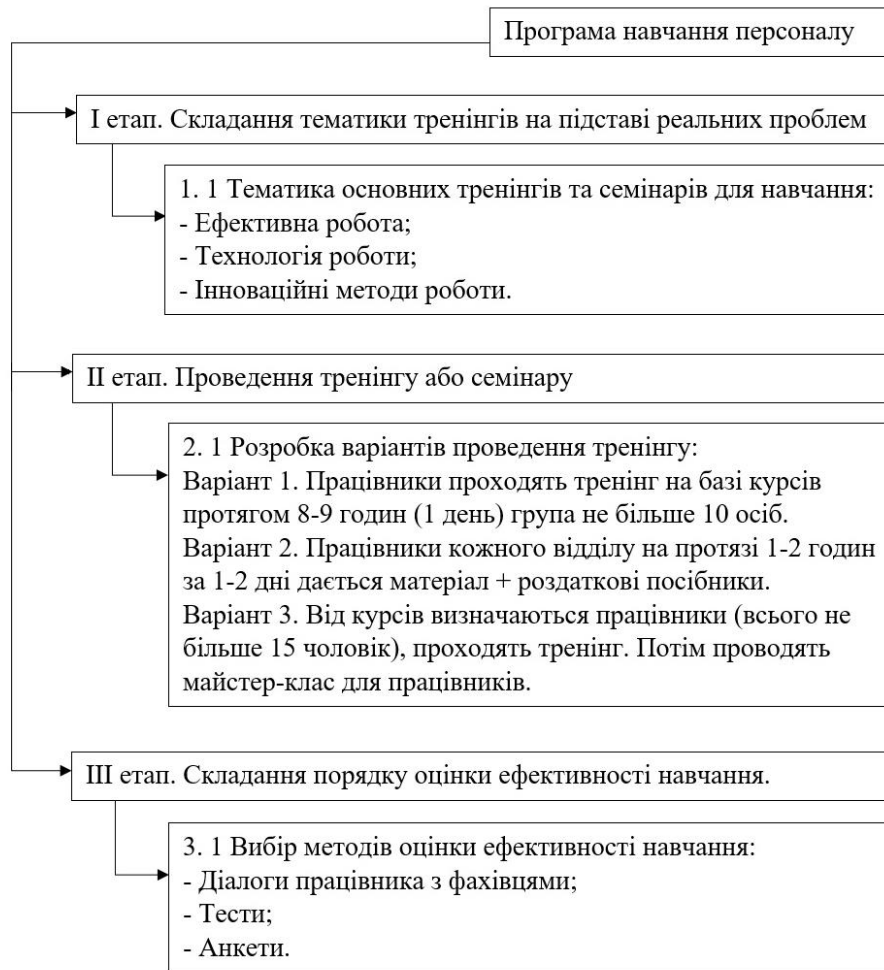 Програма навчання персоналу
І етап. Складання тематики тренінгів на підставі реальних проблем
1. 1 Тематика основних тренінгів та семінарів для навчання:
- Ефективна робота;
- Технологія роботи;
- Інноваційні методи роботи.
ІІ етап. Проведення тренінгу або семінару
2. 1 Розробка варіантів проведення тренінгу:
Варіант 1. Працівники проходять тренінг на базі курсів
протягом 8-9 годин (1 день) група не більше 10 осіб.
Варіант 2. Працівники кожного відділу на протязі 1-2 годин
за 1-2 дні дається матеріал + роздаткові посібники.
Варіант 3. Від курсів визначаються працівники (всього не
більше 15 чоловік), проходять тренінг. Потім проводять
майстер-клас для працівників.
ІІІ етап. Складання порядку оцінки ефективності навчання.
3. 1 Вибір методів оцінки ефективності навчання:
- Діалоги працівника з фахівцями;
- Тести;
- Анкети.